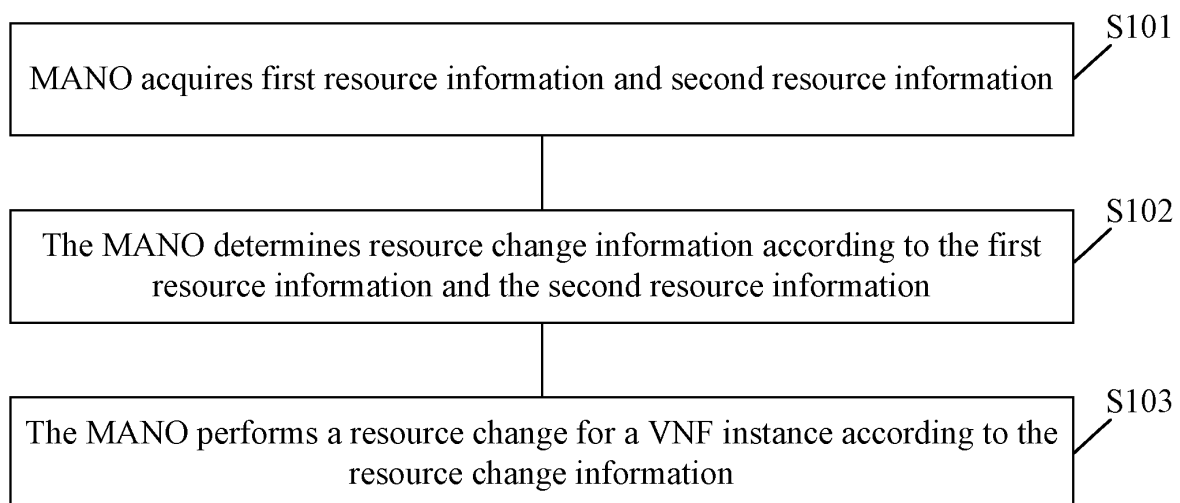 S101
MANO acquires first resource information and second resource information
S102
The MANO determines resource change information according to the first
resource information and the second resource information
S103
The MANO performs a resource change for a VNF instance according to the
resource change information